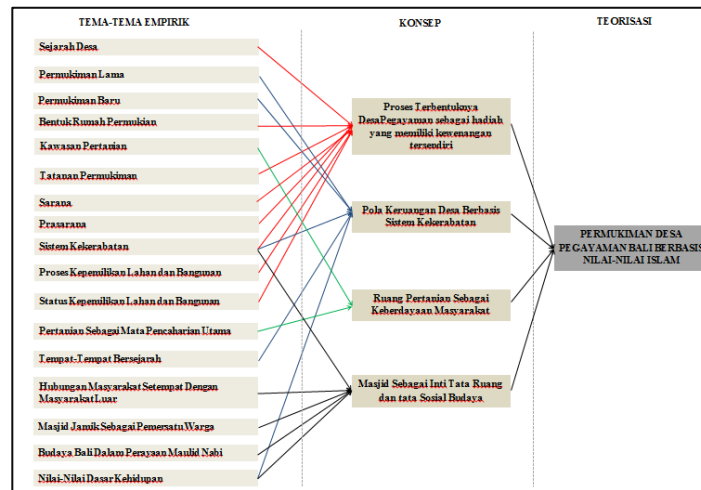 TEMA-TEMA EMPIRIK
KONSEP
TEORISASI
Sejarah Desa
Permukiman Lama
Permukiman Baru
Bentuk Rumah Permukian
Kawasan Pertanian
Tatanan Permukiman
Sarana
Prasarana
Sistem Kekerabatan
Proses Kepemilikan Lahan dan Bangunan
Status Kepemilikan Lahan dan Bangunan
Pertanian Sebagai Mata Pencaharian Utama
Tempat-Tempat Bersejarah
Hubungan Masyarakat Setempat Dengan
Masyarakat Luar
Masjid Jamik Sebagai Pemersatu Warga
Budaya Bali Dalam Perayaan Maulid Nabi
Nilai-Nilai Dasar Kehidupan
Proses Terbentuknya
DesaPegayaman sebagai hadiah
yang memiliki kewenangan
tersendiri
Pola Keruangan Desa Berbasis
Sistem Kekerabatan
Ruang Pertanian Sebagai
Keberdayaan Masyarakat
Masjid Sebagai Inti Tata Ruang
dan tata Sosial Budaya
PERMUKIMAN DESA
PEGAYAMAN BALI BERBASIS
NILAI-NILAI ISLAM